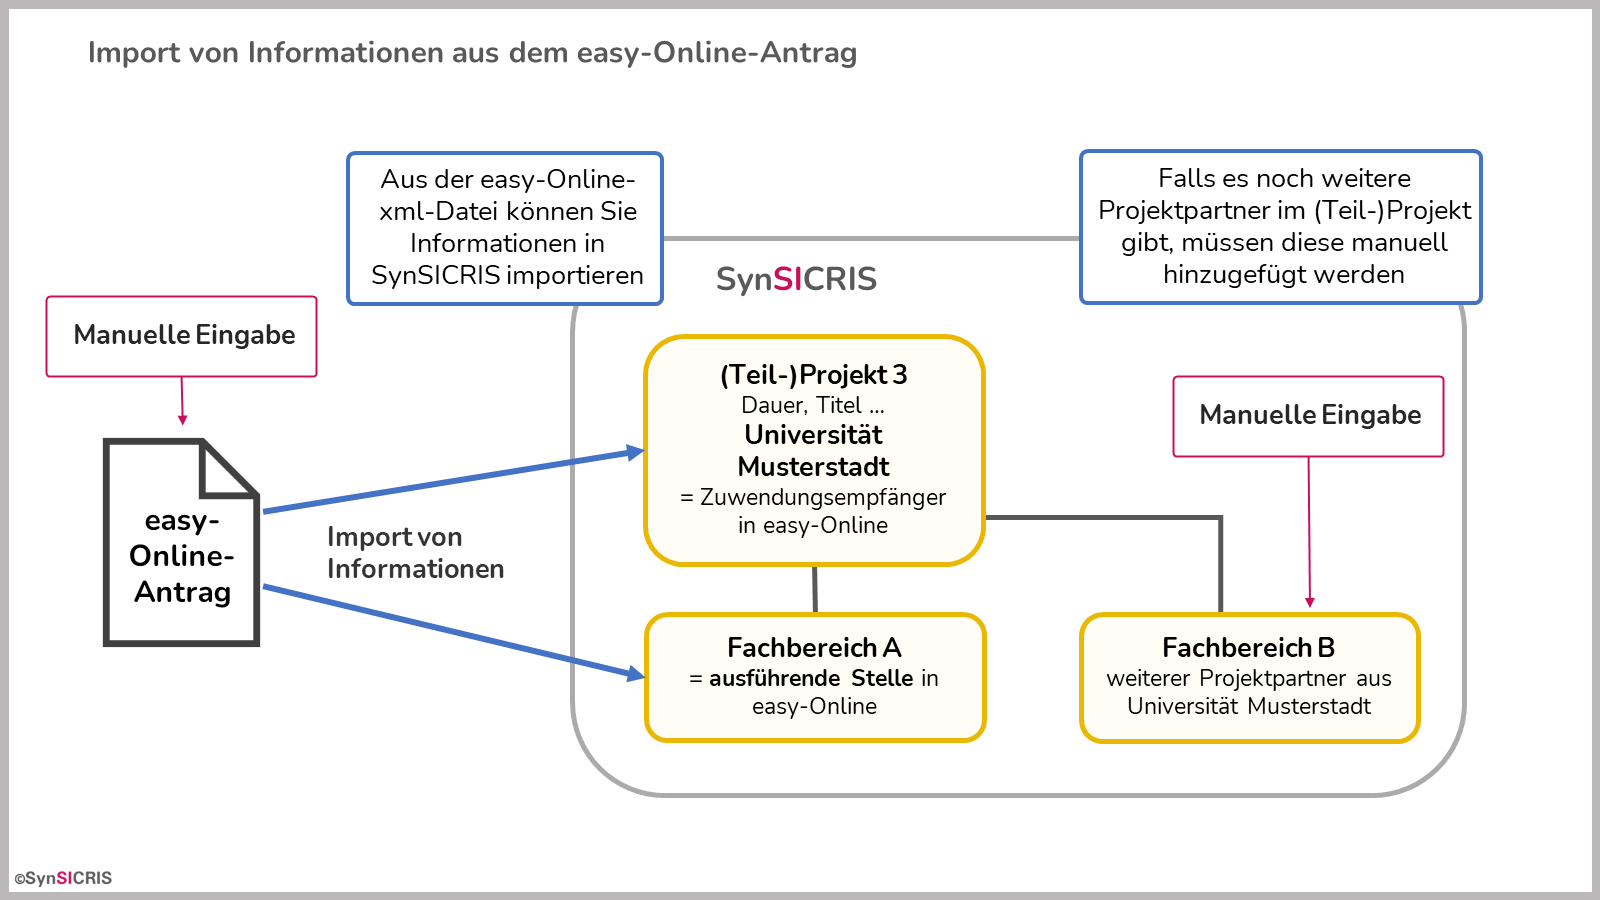 Import von Informationen aus dem easy-Online-Antrag
Aus der easy-Online-
xml-Datei können Sie
Informationen in
SynSICRIS importieren
Falls es noch weitere
Projektpartner im (Teil-)Projekt
gibt, müssen diese manuell
hinzugefügt werden
SynSICRIS
Manuelle Eingabe
(Teil-)Projekt 3
Dauer, Titel ...
Universität
Musterstadt
= Zuwendungsempfänger
in easy-Online
Manuelle Eingabe
easy-
Online-
Antrag
Import von
Informationen
Fachbereich A
= ausführende Stelle in
easy-Online
Fachbereich B
weiterer Projektpartner aus
Universität Musterstadt
©SynSICRIS